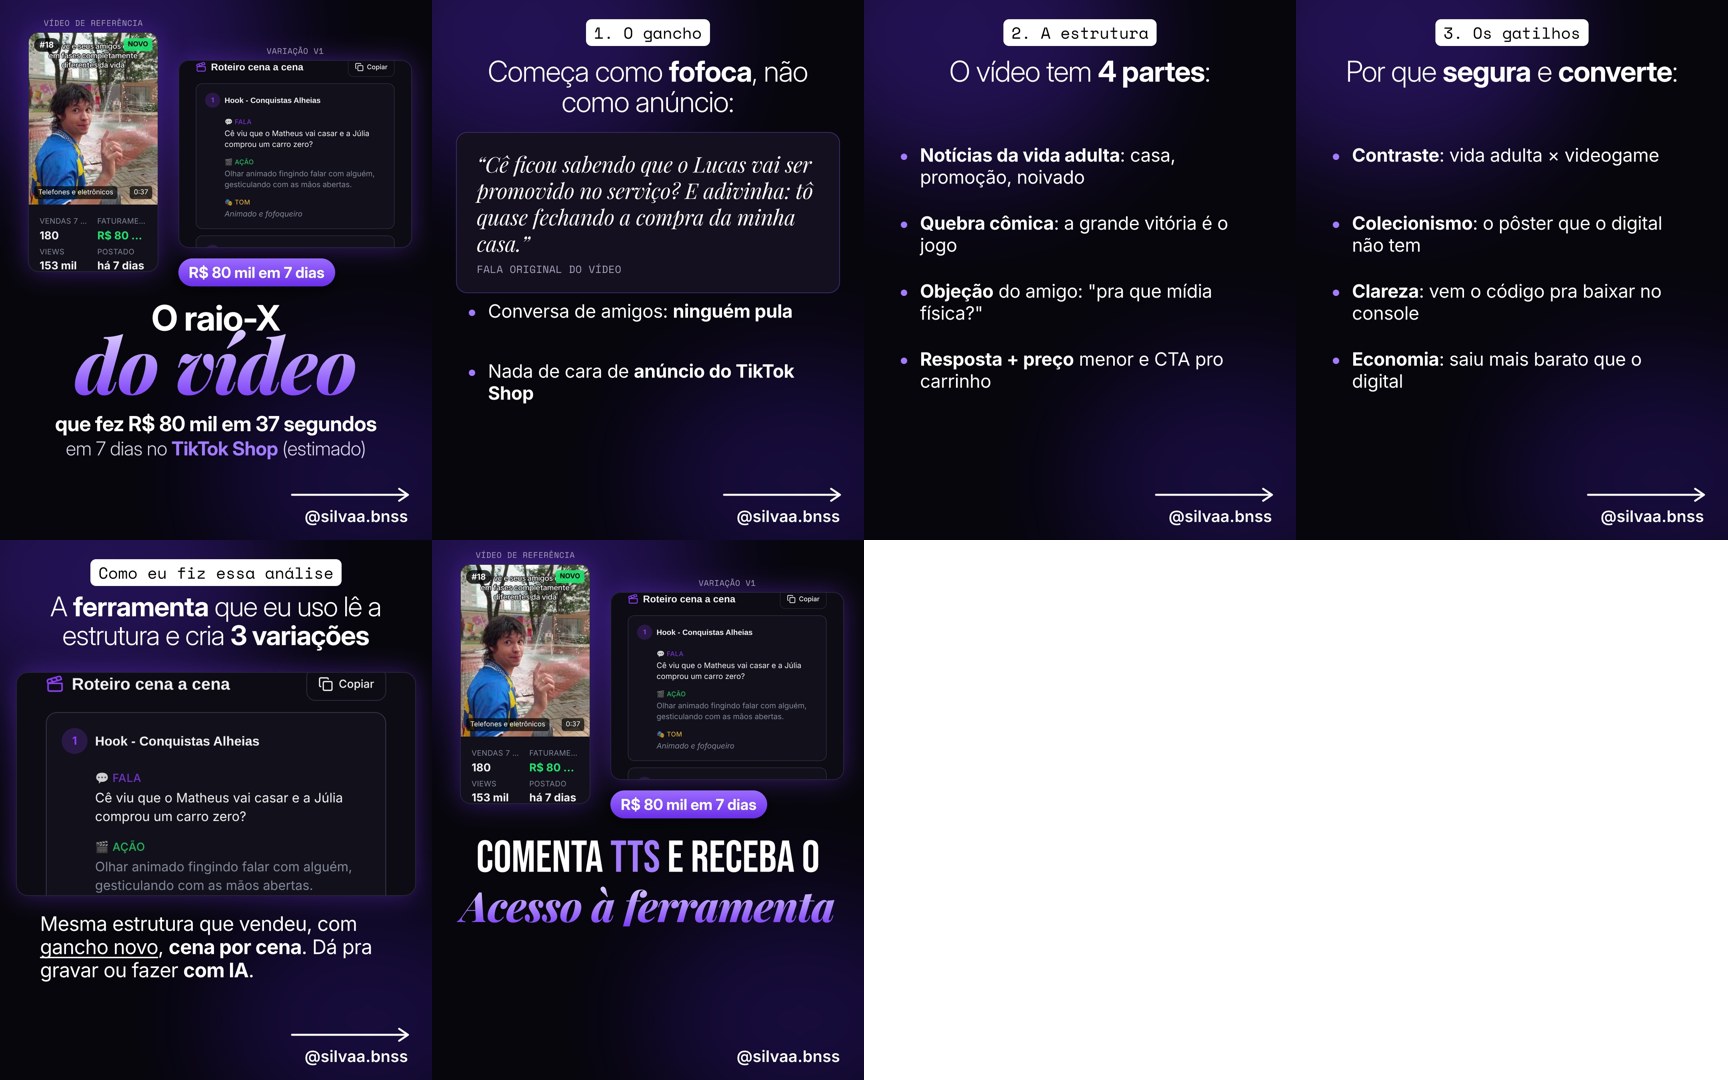 VÍDEO DE REFERÊNCIA
#18
NOVO
e seus amigos
em fases completamente
diferentes da vida
Telefones e eletrônicos
0:37
VENDAS 7 ...
FATURAME...
180
R$ 80 ...
VIEWS
POSTADO
153 mil
há 7 dias
VARIAÇÃO V1
Roteiro cena a cena
Copiar
1
Hook - Conquistas Alheias
FALA
Cê viu que o Matheus vai casar e a Júlia
comprou um carro zero?
AÇÃO
Olhar animado fingindo falar com alguém,
gesticulando com as mãos abertas.
TOM
Animado e fofoqueiro
R$ 80 mil em 7 dias
O raio-X
do vídeo
que fez R$ 80 mil em 37 segundos
em 7 dias no TikTok Shop (estimado)
@silvaa.bnss
1. O gancho
Começa como fofoca, não
como anúncio:
“Cê ficou sabendo que o Lucas vai ser
promovido no serviço? E adivinha: tô
quase fechando a compra da minha
casa.”
FALA ORIGINAL DO VÍDEO
• Conversa de amigos: ninguém pula
• Nada de cara de anúncio do TikTok
Shop
@silvaa.bnss
2. A estrutura
O vídeo tem 4 partes:
• Notícias da vida adulta: casa,
promoção, noivado
• Quebra cômica: a grande vitória é o
jogo
• Objeção do amigo: "pra que mídia
física?"
• Resposta + preço menor e CTA pro
carrinho
@silvaa.bnss
3. Os gatilhos
Por que segura e converte:
• Contraste: vida adulta × videogame
• Colecionismo: o pôster que o digital
não tem
• Clareza: vem o código pra baixar no
console
• Economia: saiu mais barato que o
digital
@silvaa.bnss
Como eu fiz essa análise
A ferramenta que eu uso lê a
estrutura e cria 3 variações
Roteiro cena a cena
Copiar
1
Hook - Conquistas Alheias
FALA
Cê viu que o Matheus vai casar e a Júlia
comprou um carro zero?
AÇÃO
Olhar animado fingindo falar com alguém,
gesticulando com as mãos abertas.
Mesma estrutura que vendeu, com
gancho novo, cena por cena. Dá pra
gravar ou fazer com IA.
@silvaa.bnss
VÍDEO DE REFERÊNCIA
#18
NOVO
e seus amigos
em fases completamente
diferentes da vida
Telefones e eletrônicos
0:37
VENDAS 7 ...
FATURAME...
180
R$ 80 ...
VIEWS
POSTADO
153 mil
há 7 dias
VARIAÇÃO V1
Roteiro cena a cena
Copiar
1
Hook - Conquistas Alheias
FALA
Cê viu que o Matheus vai casar e a Júlia
comprou um carro zero?
AÇÃO
Olhar animado fingindo falar com alguém,
gesticulando com as mãos abertas.
TOM
Animado e fofoqueiro
R$ 80 mil em 7 dias
COMENTA TTS E RECEBA O
Acesso à ferramenta
@silvaa.bnss